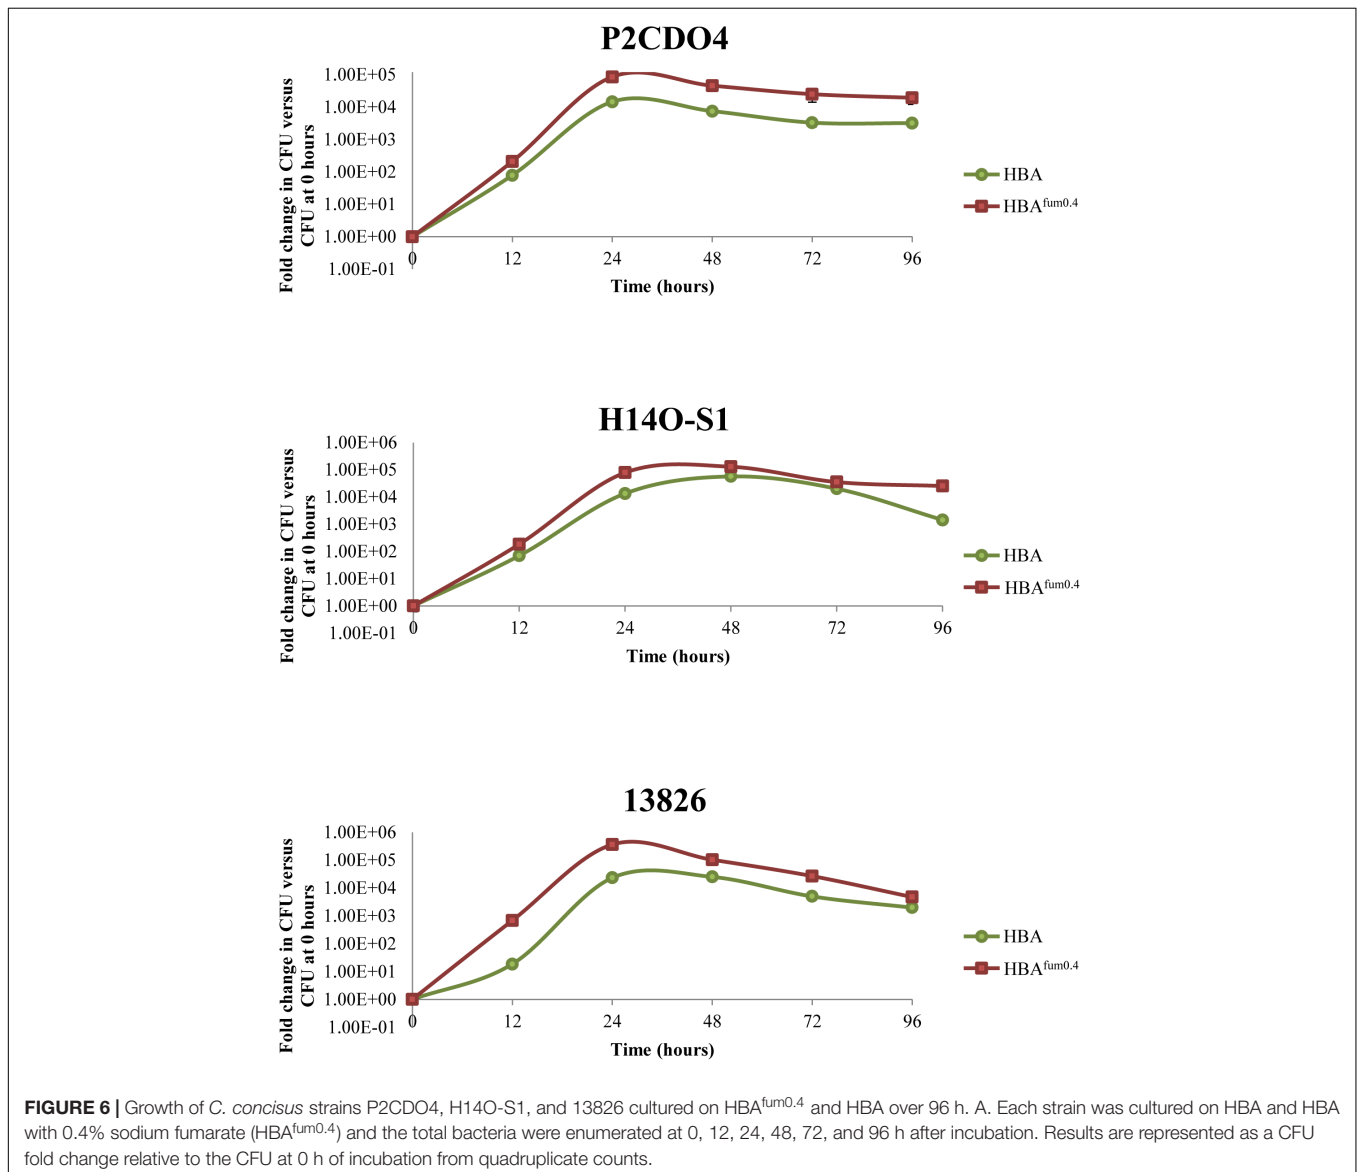 P2CDO4
Fold change in CFU versus
CFU at 0 hours
1.00E+05
1.00E+04
1.00E+03
1.00E+02
1.00E+01
1.00E+00
1.00E-01
0 12 24 48 72 96
Time (hours)
HBA
HBAfum0.4
H14O-S1
Fold change in CFU versus
CFU at 0 hours
1.00E+06
1.00E+05
1.00E+04
1.00E+03
1.00E+02
1.00E+01
1.00E+00
1.00E-01
0 12 24 48 72 96
Time (hours)
HBA
HBAfum0.4
13826
Fold change in CFU versus
CFU at 0 hours
1.00E+06
1.00E+05
1.00E+04
1.00E+03
1.00E+02
1.00E+01
1.00E+00
1.00E-01
0 12 24 48 72 96
Time (hours)
HBA
HBAfum0.4
FIGURE 6 | Growth of C. concisus strains P2CDO4, H14O-S1, and 13826 cultured on HBAfum0.4 and HBA over 96 h. A. Each strain was cultured on HBA and HBA
with 0.4% sodium fumarate (HBAfum0.4) and the total bacteria were enumerated at 0, 12, 24, 48, 72, and 96 h after incubation. Results are represented as a CFU
fold change relative to the CFU at 0 h of incubation from quadruplicate counts.